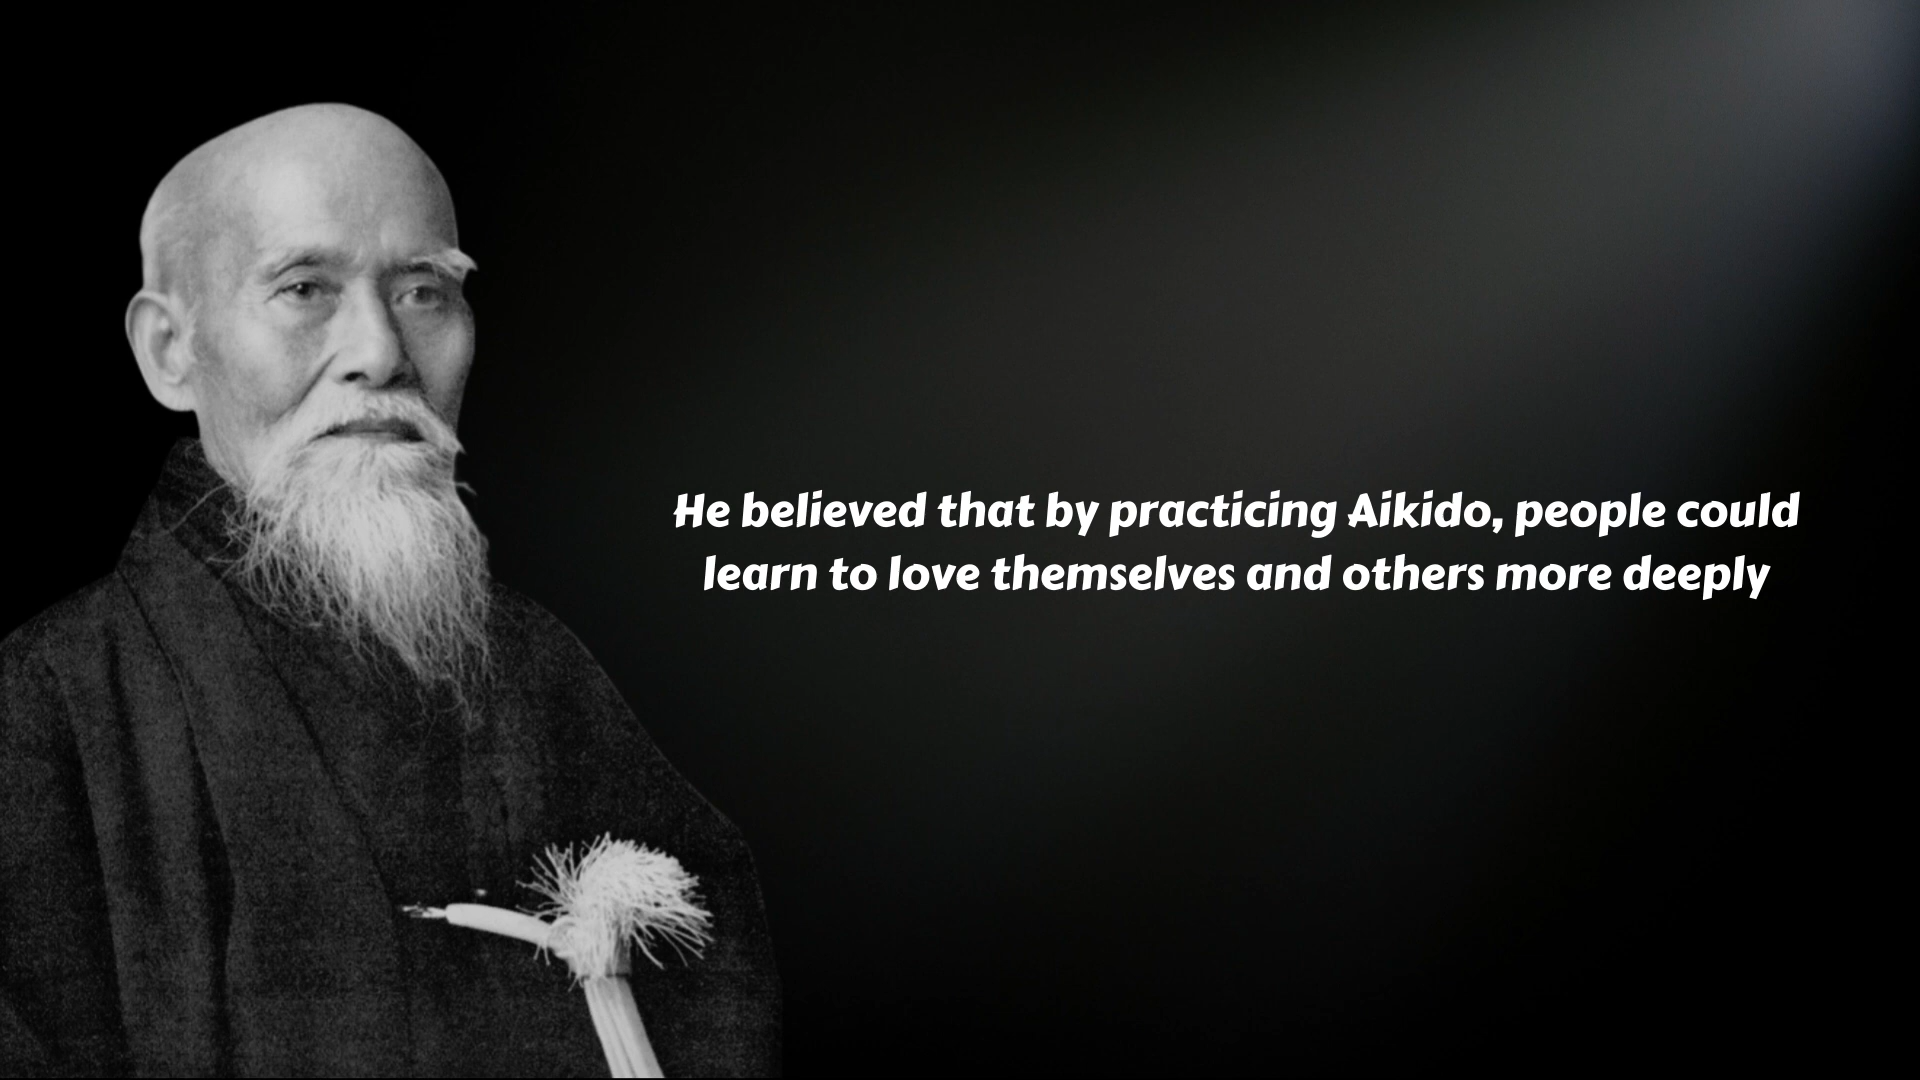 He believed that by practicing Aikido, people could
learn to love themselves and others more deeply